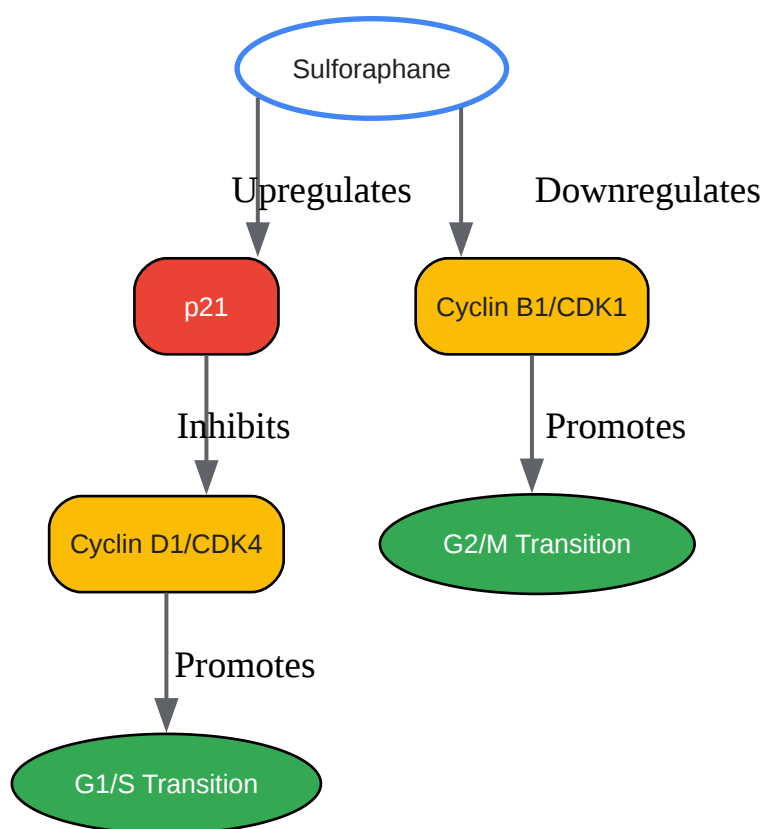 Sulforaphane
Upregulates
Downregulates
p21
Cyclin B1/CDK1
Inhibits
Promotes
Cyclin D1/CDK4
G2/M Transition
Promotes
G1/S Transition